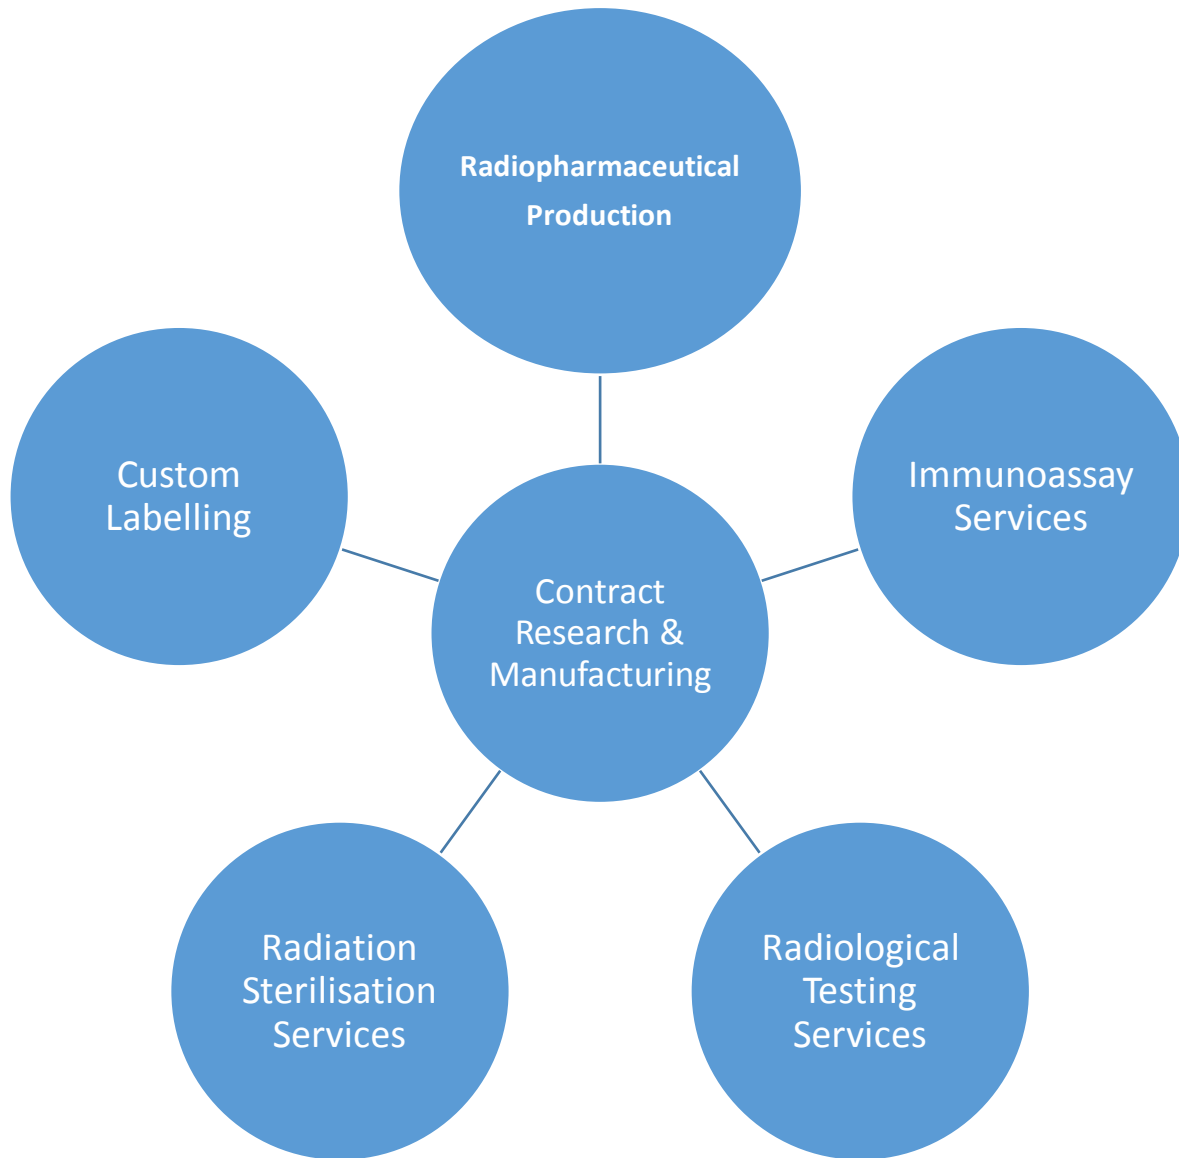 Radiopharmaceutical
Production
Custom
Labelling
Immunoassay
Services
Contract
Research &
Manufacturing
Radiation
Sterilisation
Services
Radiological
Testing
Services